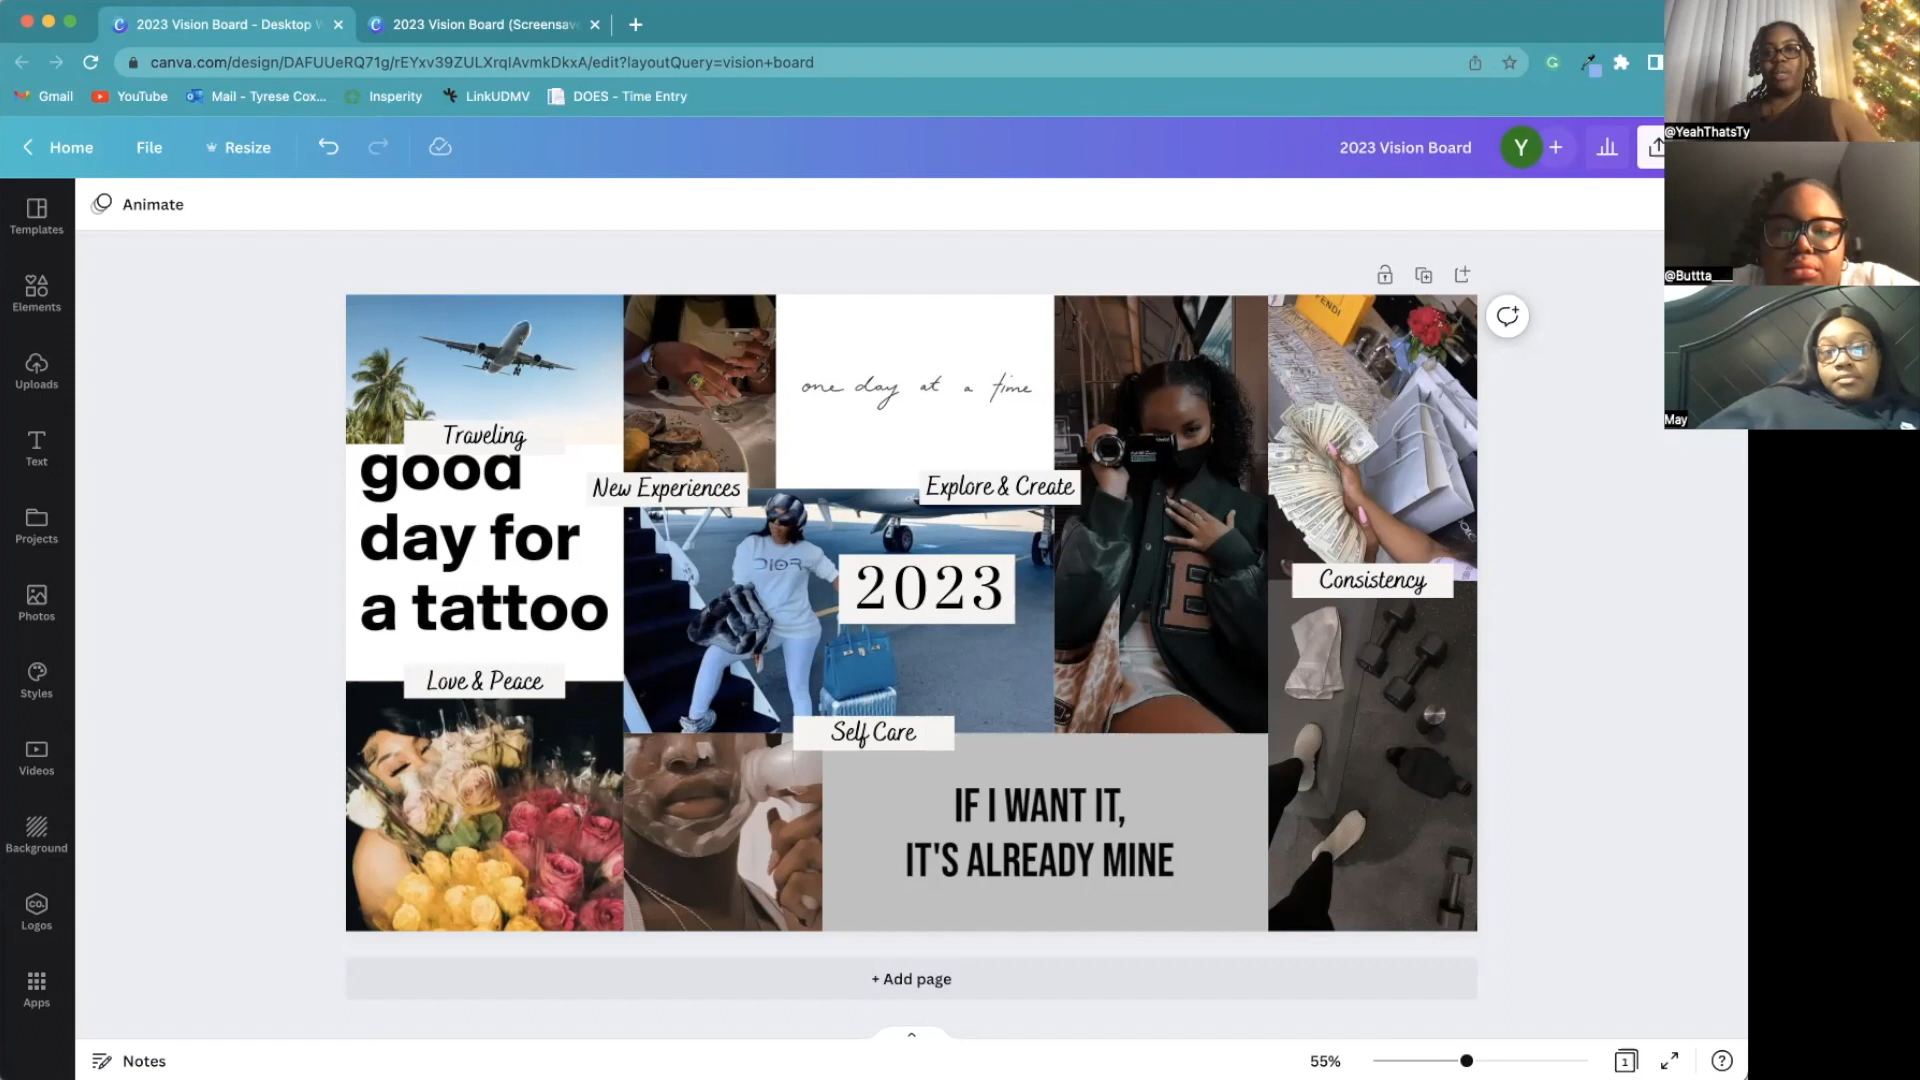 2023 Vision Board - Desktop W
2023 Vision Board (Screensav
canva.com/design/DAFUUeRQ71g/rEYxv39ZULXrqIAvmkDkxA/edit?layoutQuery=vision+board
Gmail
YouTube
Mail - Tyrese Cox...
Insperity
LinkUDMV
DOES - Time Entry
Home
File
Resize
2023 Vision Board
Y
Animate
Templates
Elements
Uploads
Text
Projects
Photos
Styles
Videos
Background
Logos
Apps
Traveling
good
day for
a tattoo
New Experiences
one day at a time
Explore & Create
FENDI
DIOR
2023
Consistency
Love & Peace
Self Care
IF I WANT IT,
IT'S ALREADY MINE
+ Add page
Notes
55%
1
@YeahThatsTy
@Buttta___
May